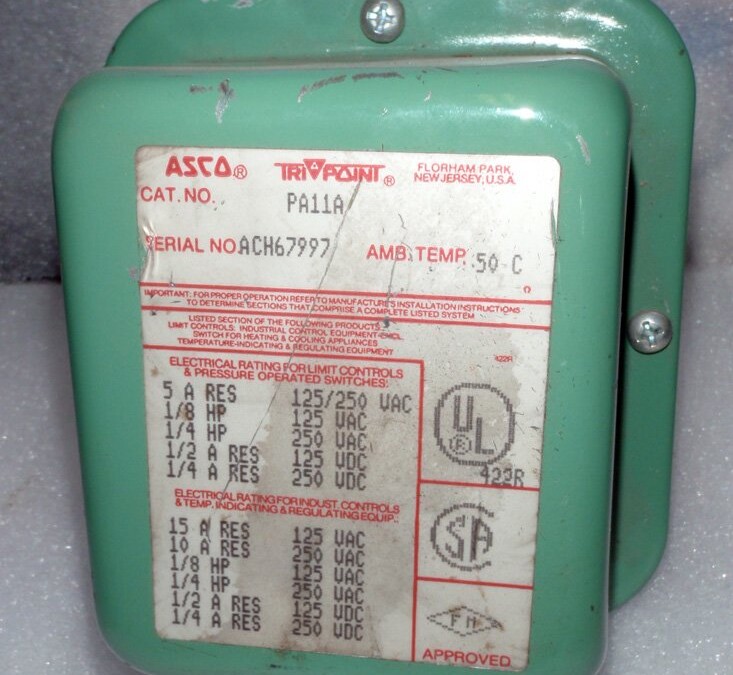 ASCO® TRI POINT® FLORHAM PARK,
NEW JERSEY, U.S.A.
CAT. NO. PA11A
SERIAL NO ACH67997 AMB. TEMP. 50 C
IMPORTANT: FOR PROPER OPERATION REFER TO MANUFACTURE'S INSTALLATION INSTRUCTIONS
TO DETERMINE SECTIONS THAT COMPRISE A COMPLETE LISTED SYSTEM
LISTED SECTION OF THE FOLLOWING PRODUCTS
LIMIT CONTROLS: INDUSTRIAL CONTROL EQUIPMENT
SWITCH FOR HEATING & COOLING APPLIANCES
TEMPERATURE-INDICATING & REGULATING EQUIPMENT
422R
ELECTRICAL RATING FOR LIMIT CONTROLS
& PRESSURE OPERATED SWITCHES:
5 A RES 125/250 VAC
1/8 HP 125 VAC
1/4 HP 250 VAC
1/2 A RES 125 VDC
1/4 A RES 250 VDC
UL®
423R
ELECTRICAL RATING FOR INDUST. CONTROLS
& TEMP. INDICATING & REGULATING EQUIP.:
15 A RES 125 VAC
10 A RES 250 VAC
1/8 HP 125 VAC
1/4 HP 250 VAC
1/2 A RES 125 VDC
1/4 A RES 250 VDC
SA
FM
APPROVED